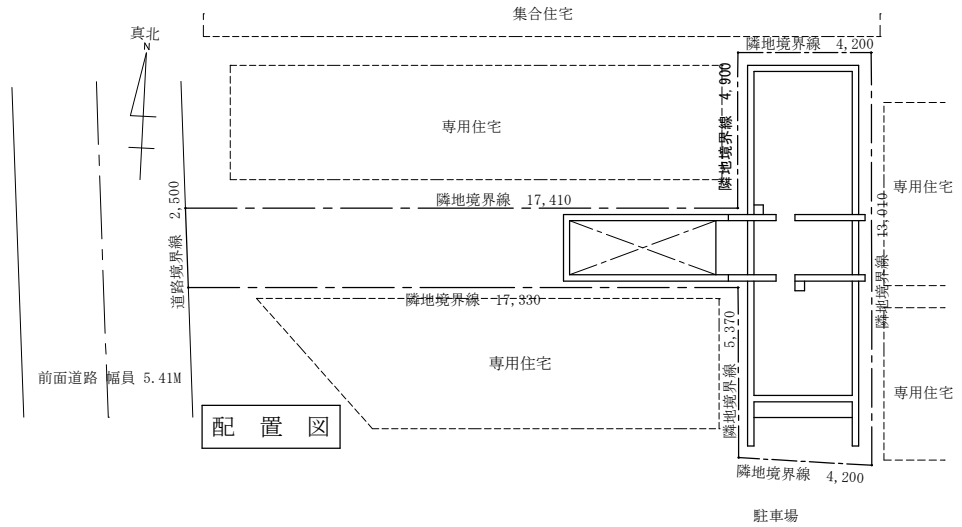 集合住宅
真北
N
隣地境界線 4,200
隣地境界線 4,900
専用住宅
専用住宅
道路境界線 2,500
隣地境界線 17,410
隣地境界線 13,010
隣地境界線 17,330
隣地境界線 5,370
専用住宅
前面道路 幅員 5.41M
専用住宅
配置図
隣地境界線 4,200
駐車場